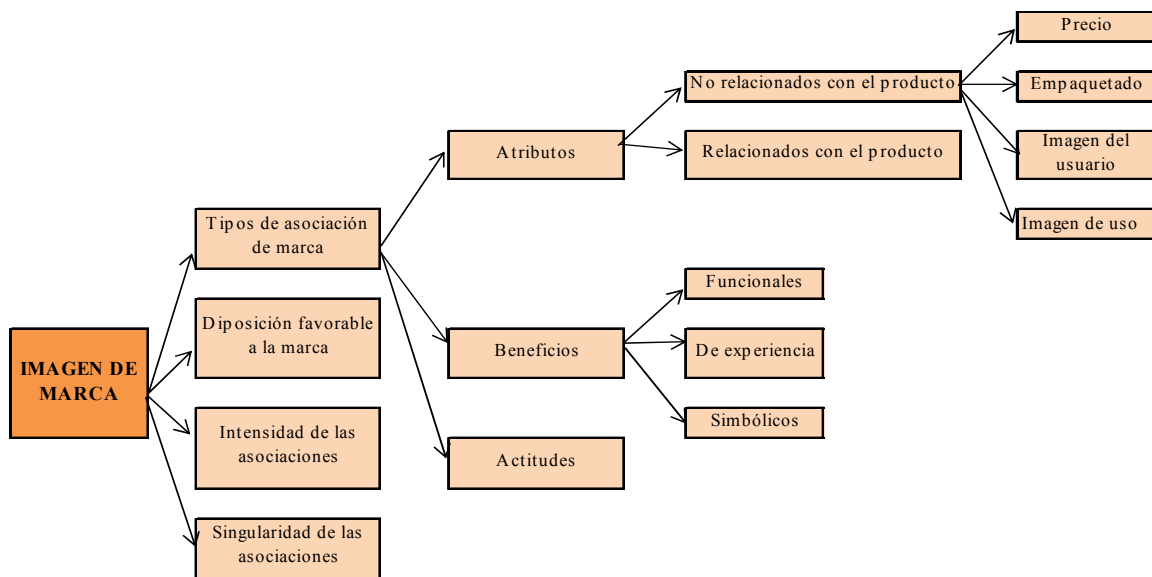 Precio
No relacionados con el producto
Empaquetado
Atributos
Relacionados con el producto
Imagen del
usuario
Tipos de asociación
de marca
Imagen de uso
Funcionales
Diposición favorable
a la marca
Beneficios
De experiencia
IMAGEN DE
MARCA
Simbólicos
Intensidad de las
asociaciones
Actitudes
Singularidad de las
asociaciones